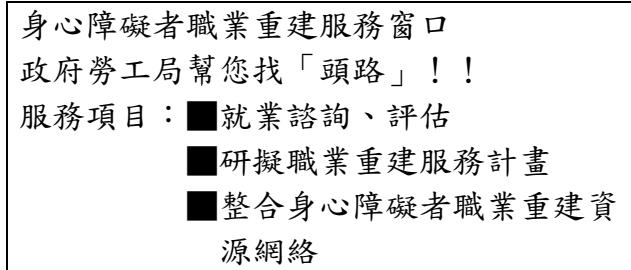 身心障礙者職業重建服務窗口
政府勞工局幫您找「頭路」！！
服務項目：■就業諮詢、評估
■研擬職業重建服務計畫
■整合身心障礙者職業重建資
源網絡